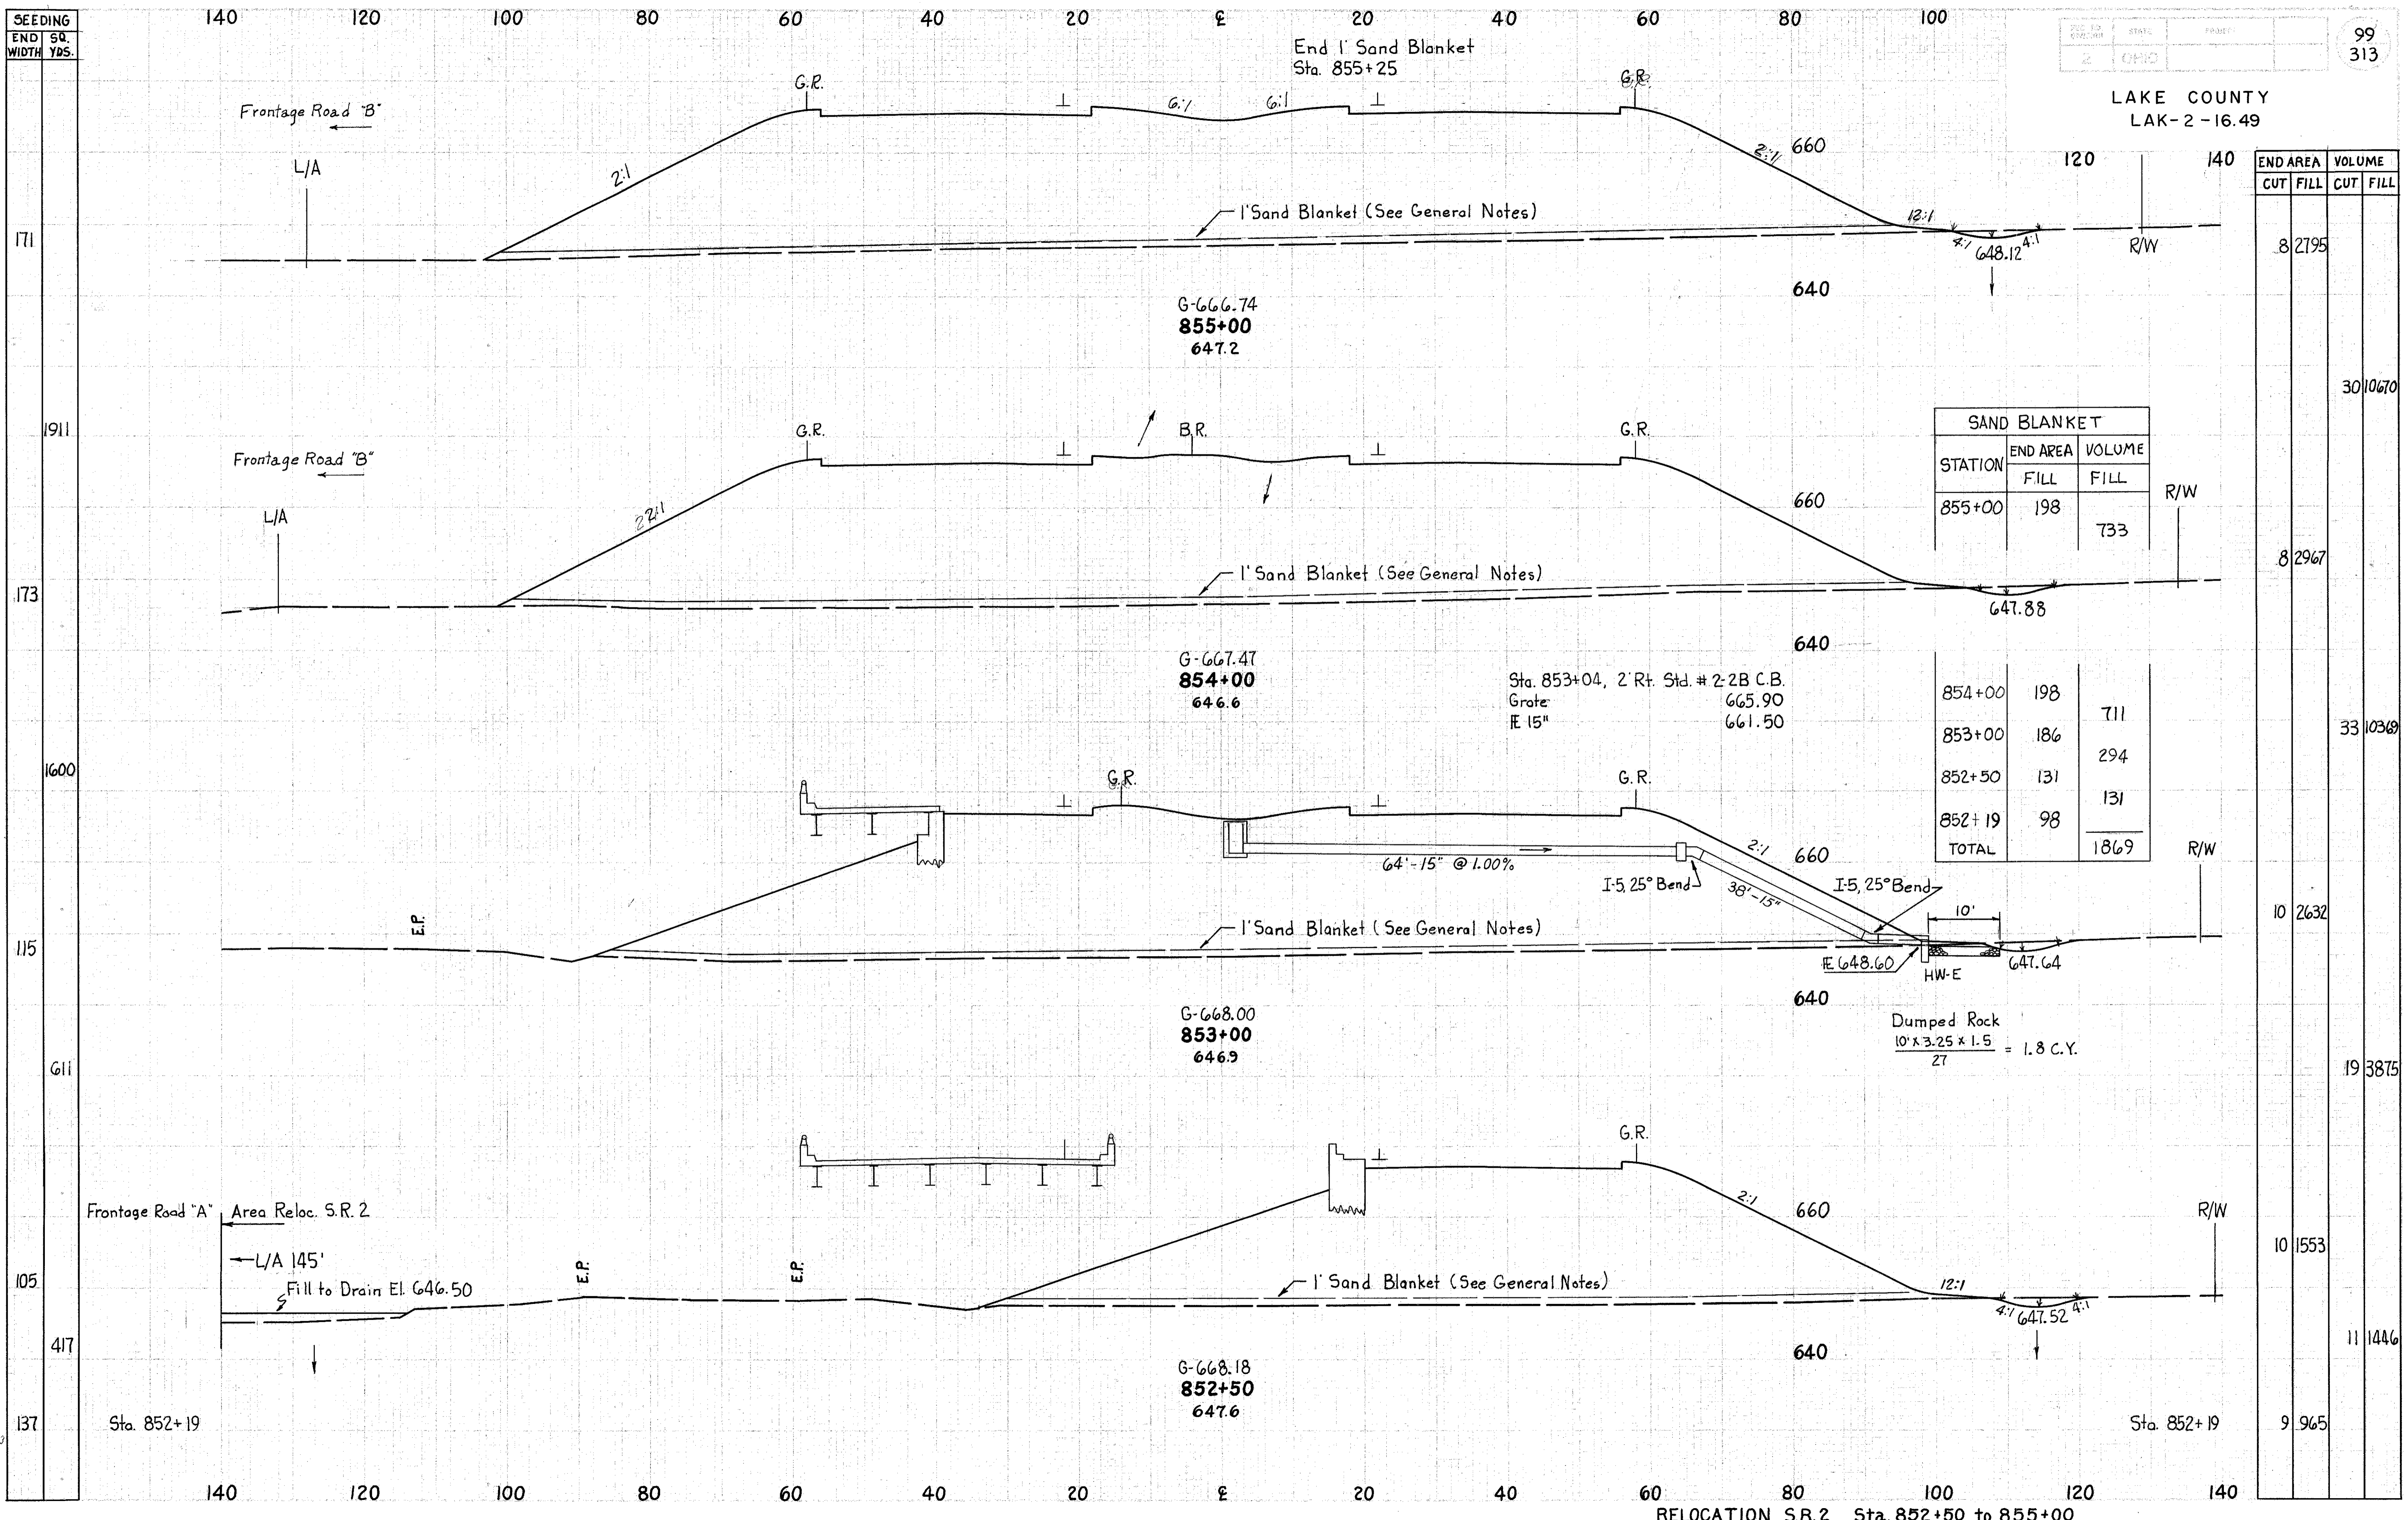 SEEDING
END WIDTH
SQ. YDS.
140 120 100 80 60 40 20 ℄ 20 40 60 80 100
End 1' Sand Blanket
Sta. 855+25
STATE
PROJECT
2 OHIO
99
313
LAKE COUNTY
LAK-2-16.49
120 140
END AREA VOLUME
CUT FILL CUT FILL
Frontage Road "B"
L/A
G.R.
2:1
6:1
6:1
G.R.
2:1
660
1' Sand Blanket (See General Notes)
12:1
4:1
648.12
4:1
R/W
171
8 2795
640
G-666.74
855+00
647.2
30 10670
1911
Frontage Road "B"
L/A
G.R.
B.R.
G.R.
2:1
660
SAND BLANKET
STATION
END AREA VOLUME
FILL FILL
855+00 198
733
R/W
1' Sand Blanket (See General Notes)
647.88
173
8 2967
640
G-667.47
854+00
646.6
Sta. 853+04, 2' Rt. Std. # 2-2B C.B.
Grate 665.90
FE 15" 661.50
854+00 198
711
853+00 186
294
852+50 131
131
852+19 98
TOTAL 1869
33 10369
1600
G.R.
G.R.
2:1
660
R/W
64'-15" @ 1.00%
I-5, 25° Bend
38'-15"
I-5, 25° Bend
10'
E.P.
1' Sand Blanket (See General Notes)
FE 648.60
HW-E
647.64
115
10 2632
640
G-668.00
853+00
646.9
Dumped Rock
10' x 3.25 x 1.5
27
= 1.8 C.Y.
611
19 3875
G.R.
2:1
660
R/W
Frontage Road "A"
Area Reloc. S.R. 2
L/A 145'
Fill to Drain El. 646.50
E.P.
E.P.
1' Sand Blanket (See General Notes)
12:1
4:1
647.52
4:1
105
10 1553
417
11 1446
640
G-668.18
852+50
647.6
137
Sta. 852+19
Sta. 852+19
9 965
140 120 100 80 60 40 20 ℄ 20 40 60 80 100 120 140
RELOCATION S.R.2 Sta. 852+50 to 855+00